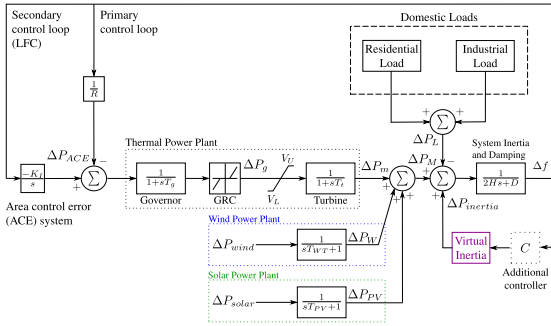 Secondary
control loop
(LFC)
Primary
control loop
Domestic Loads
Residential
Load
Industrial
Load
1/R
ΔP_L
ΔP_ACE
Thermal Power Plant
ΔP_g
V_U
V_L
ΔP_m
ΔP_M
System Inertia
and Damping
Δf
-K_I/s
1/(1+sT_g)
1/(1+sT_t)
1/(2Hs+D)
Governor
GRC
Turbine
Area control error
(ACE) system
ΔP_inertia
Wind Power Plant
ΔP_wind
1/(sT_WT+1)
ΔP_W
Virtual
Inertia
C
Additional
controller
Solar Power Plant
ΔP_solar
1/(sT_PV+1)
ΔP_PV